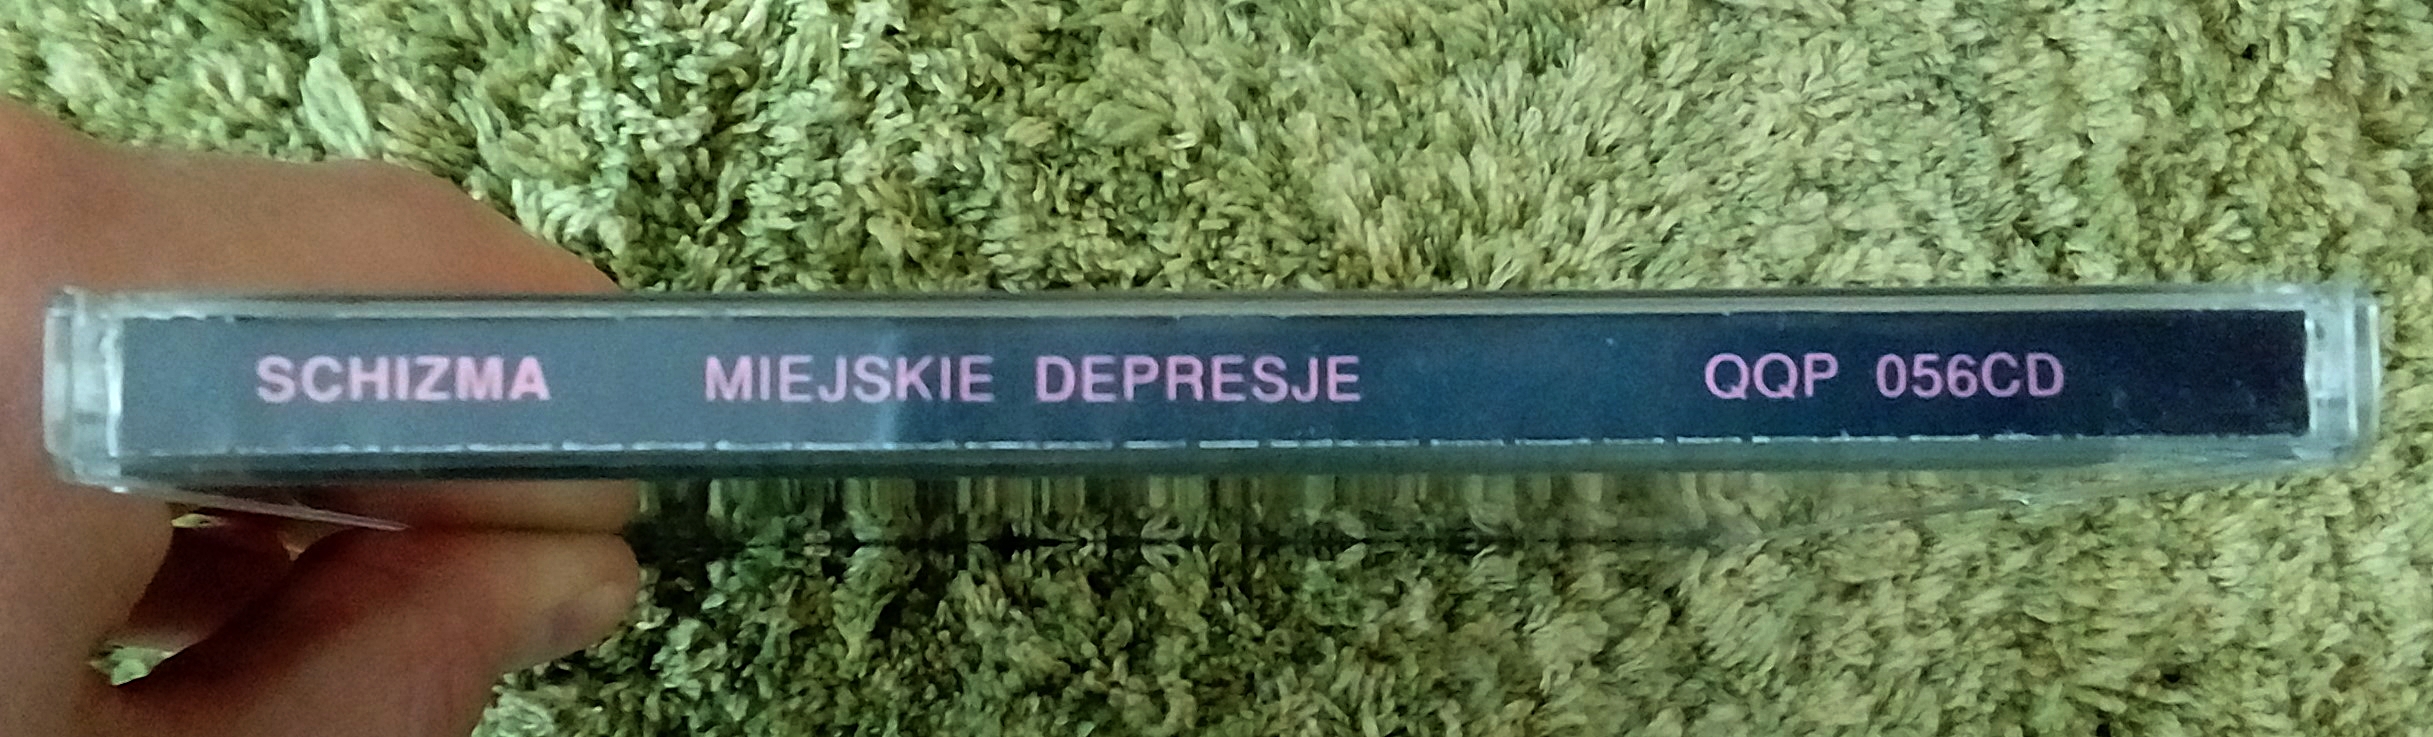 SCHIZMA MIEJSKIE DEPRESJE QQP 056CD